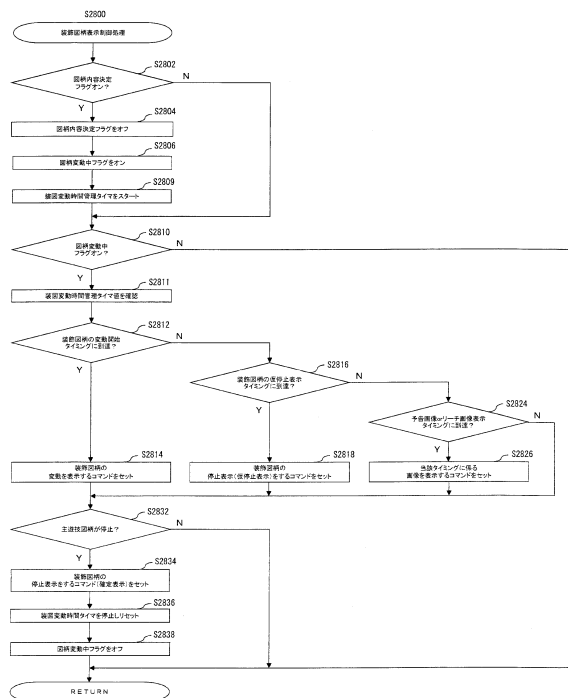 S2800
装飾図柄表示制御処理
S2802
図柄内容決定
フラグオン?
N
Y
S2804
図柄内容決定フラグをオフ
S2806
図柄変動中フラグをオン
S2809
装図変動時間管理タイマをスタート
S2810
図柄変動中
フラグオン?
N
Y
S2811
装図変動時間管理タイマ値を確認
S2812
装飾図柄の変動開始
タイミングに到達?
N
Y
S2816
装飾図柄の仮停止表示
タイミングに到達?
N
Y
S2824
予告画像orリーチ画像表示
タイミングに到達?
N
Y
S2814
装飾図柄の
変動を表示するコマンドをセット
S2818
装飾図柄の
停止表示(仮停止表示)をするコマンドをセット
S2826
当該タイミングに係る
画像を表示するコマンドをセット
S2832
主遊技図柄が停止?
N
Y
S2834
装飾図柄の
停止表示をするコマンド(確定表示)をセット
S2836
装図変動時間タイマを停止しリセット
S2838
図柄変動中フラグをオフ
RETURN